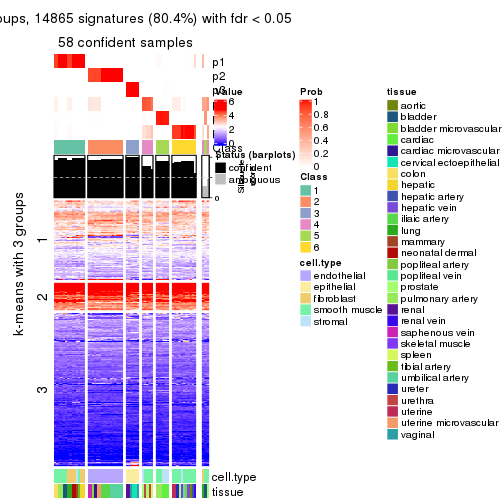 oups, 14865 signatures (80.4%) with fdr < 0.05
58 confident samples
p1
p2
Value
6
4
2
0
Class
Status (barplots)
confident
ambiguous
0
k-means with 3 groups
1
2
3
cell.type
tissue
Prob
1
0.8
0.6
0.4
0.2
0
Class
1
2
3
4
5
6
cell.type
endothelial
epithelial
fibroblast
smooth muscle
stromal
tissue
aortic
bladder
bladder microvascular
cardiac
cardiac microvascular
cervical ectoepithelial
colon
hepatic
hepatic artery
hepatic vein
iliaic artery
lung
mammary
neonatal dermal
popliteal artery
popliteal vein
prostate
pulmonary artery
renal
renal vein
saphenous vein
skeletal muscle
spleen
tibial artery
umbilical artery
ureter
urethra
uterine
uterine microvascular
vaginal